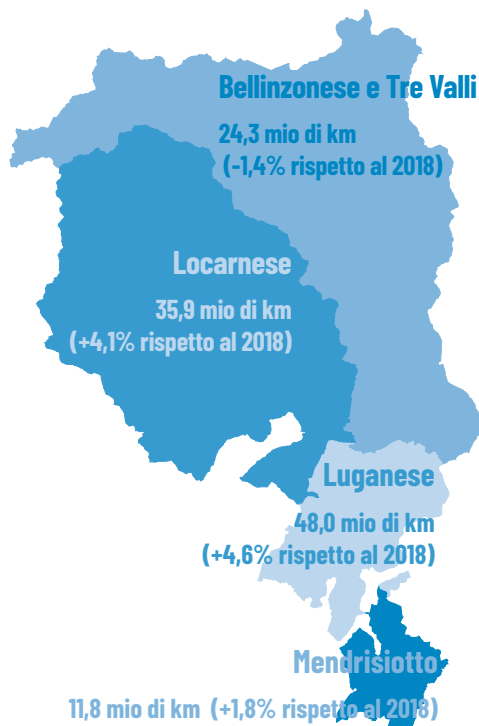 Bellinzonese e Tre Valli
24,3 mio di km
(-1,4% rispetto al 2018)
Locarnese
35,9 mio di km
(+4,1% rispetto al 2018)
Luganese
48,0 mio di km
(+4,6% rispetto al 2018)
Mendrisiotto
11,8 mio di km (+1,8% rispetto al 2018)